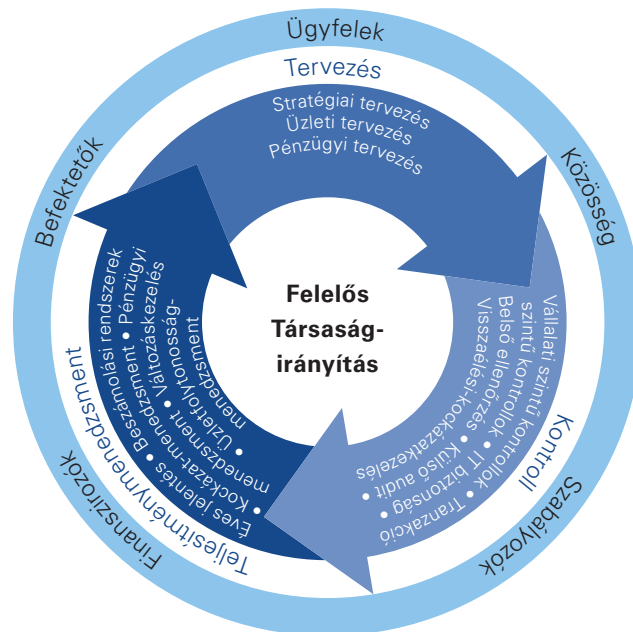 Ügyfelek
Tervezés
Stratégiai tervezés
Üzleti tervezés
Pénzügyi tervezés
Közösség
Befektetők
Felelős
Társaság-
irányítás
Vállalati szintű kontrollok • Tranzakció
szintű kontrollok • IT biztonság •
Belső ellenőrzés • Külső audit •
Visszaélési-kockázatkezelés
Kontroll
Szabályozók
Éves jelentés • Beszámolási rendszerek
• Kockázat-menedzsment • Pénzügyi
menedzsment • Változáskezelés
• Üzletfolytonosság-
menedzsment
Teljesítménymenedzsment
Finanszírozók